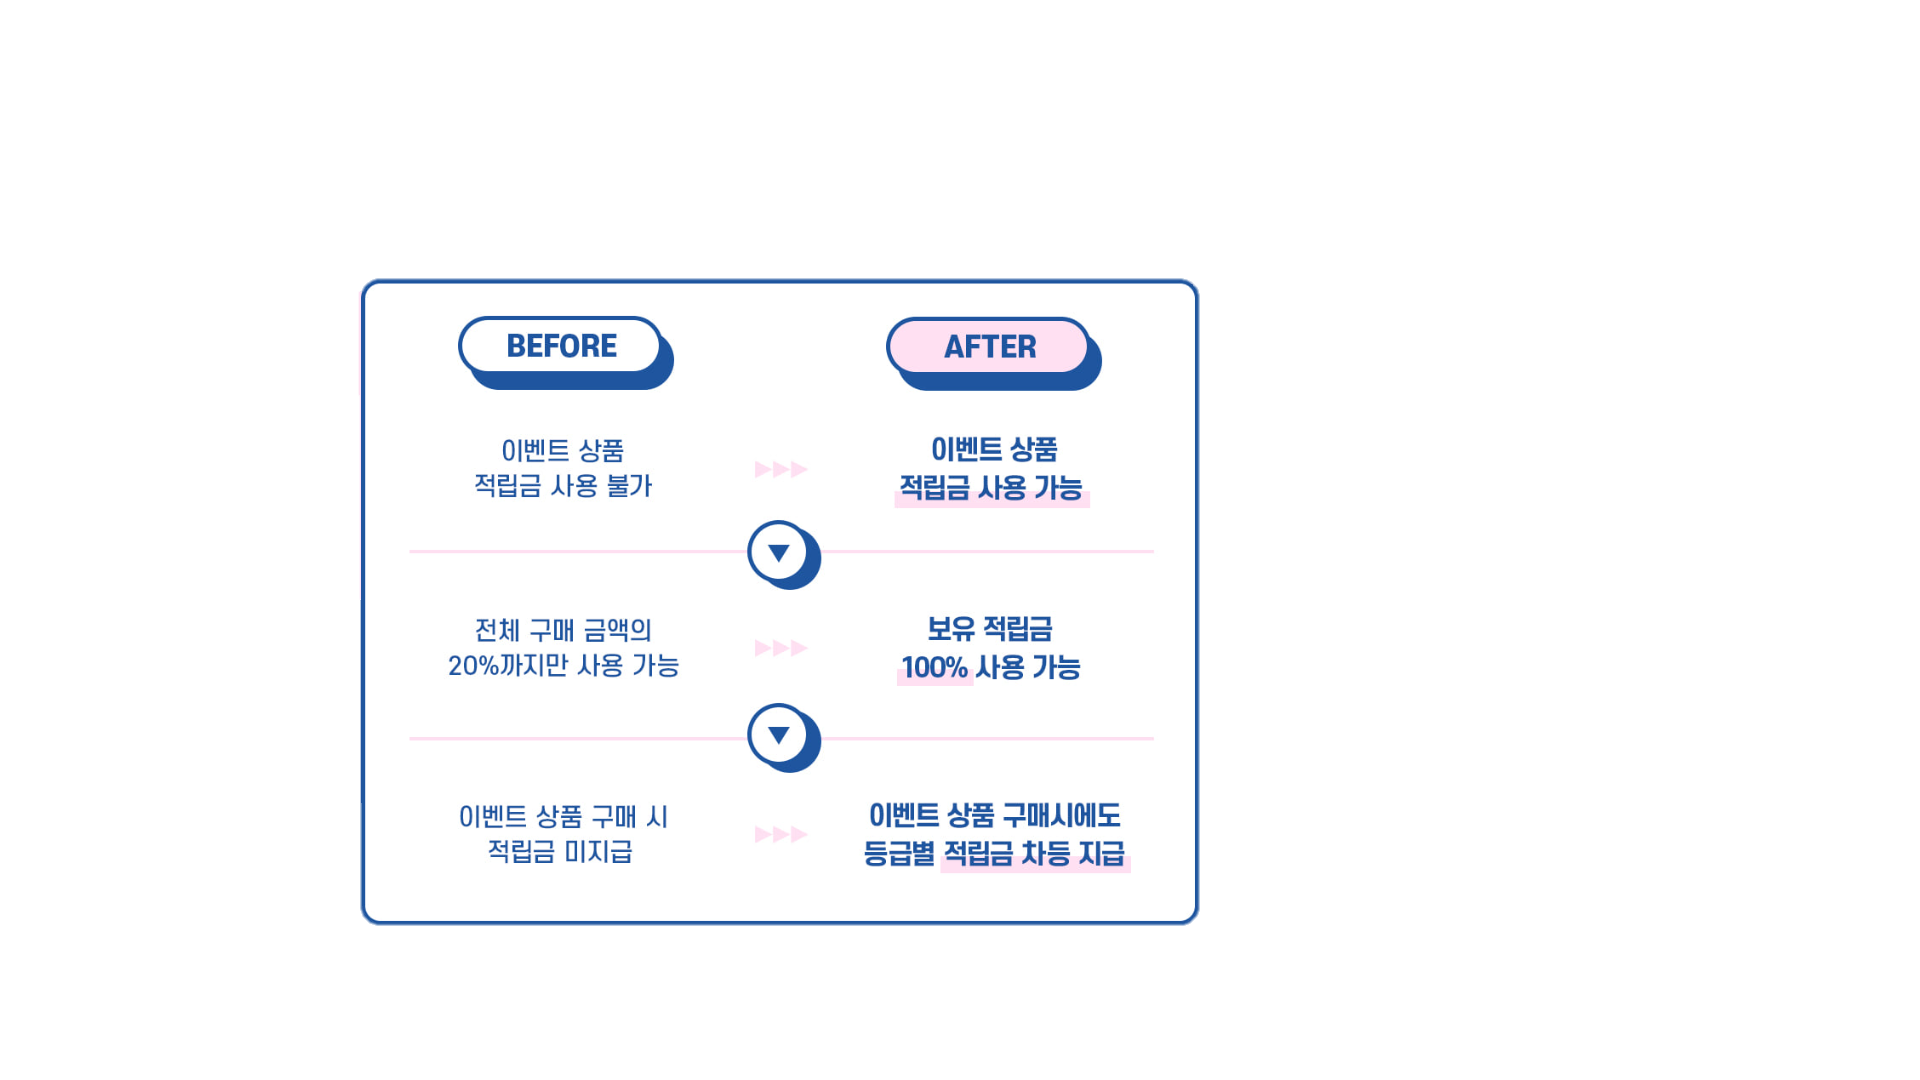 BEFORE
AFTER
이벤트 상품
적립금 사용 불가
이벤트 상품
적립금 사용 가능
전체 구매 금액의
20%까지만 사용 가능
보유 적립금
100% 사용 가능
이벤트 상품 구매 시
적립금 미지급
이벤트 상품 구매시에도
등급별 적립금 차등 지급